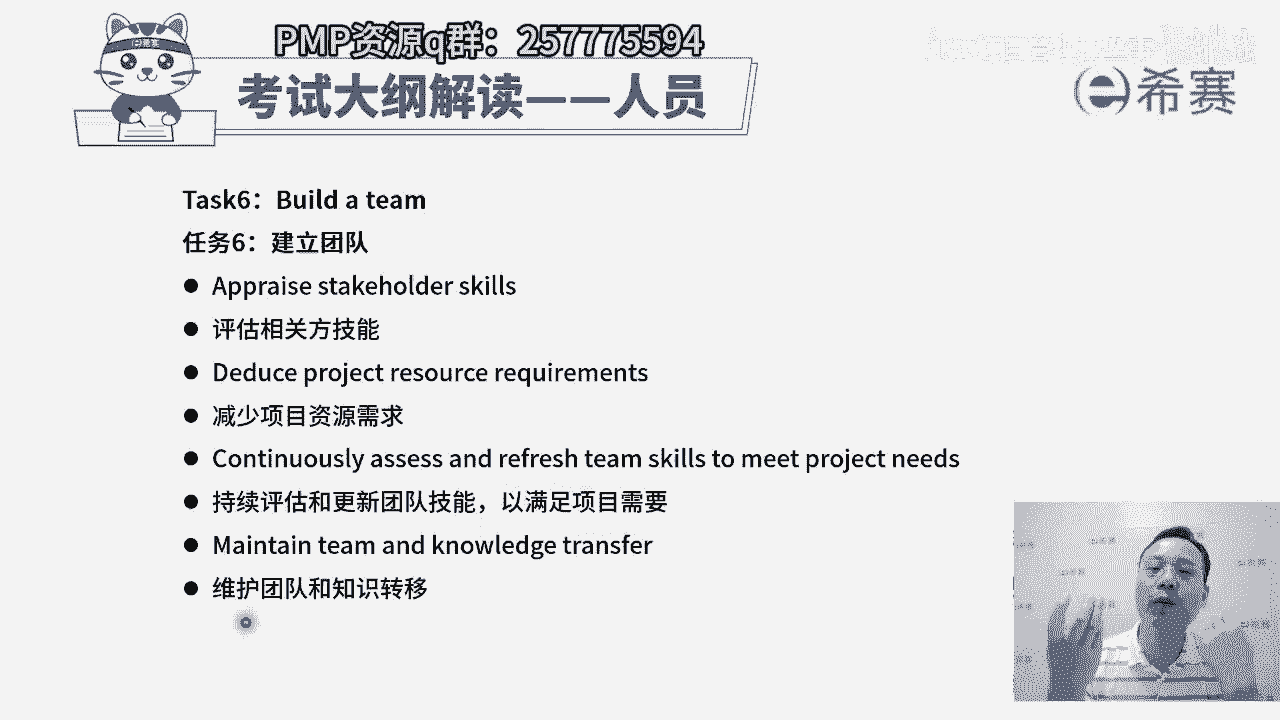 PMP资源q群：257775594
考试大纲解读——人员
希赛
Task6：Build a team
任务6：建立团队
● Appraise stakeholder skills
● 评估相关方技能
● Deduce project resource requirements
● 减少项目资源需求
● Continuously assess and refresh team skills to meet project needs
● 持续评估和更新团队技能，以满足项目需要
● Maintain team and knowledge transfer
● 维护团队和知识转移